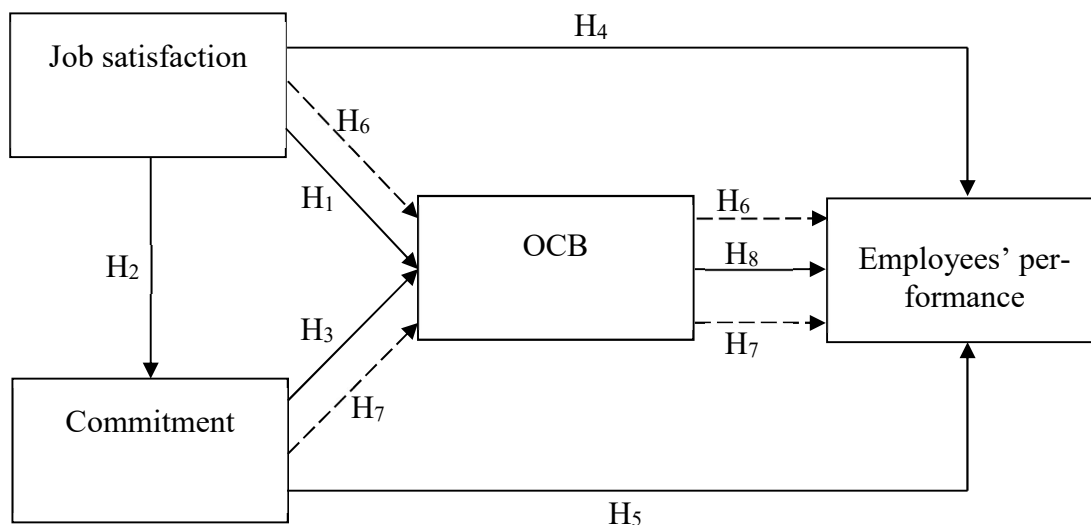 H₄
Job satisfaction
H₆
H₁
H₆
OCB
H₈
Employees’ per-
formance
H₂
H₃
H₇
H₇
Commitment
H₅